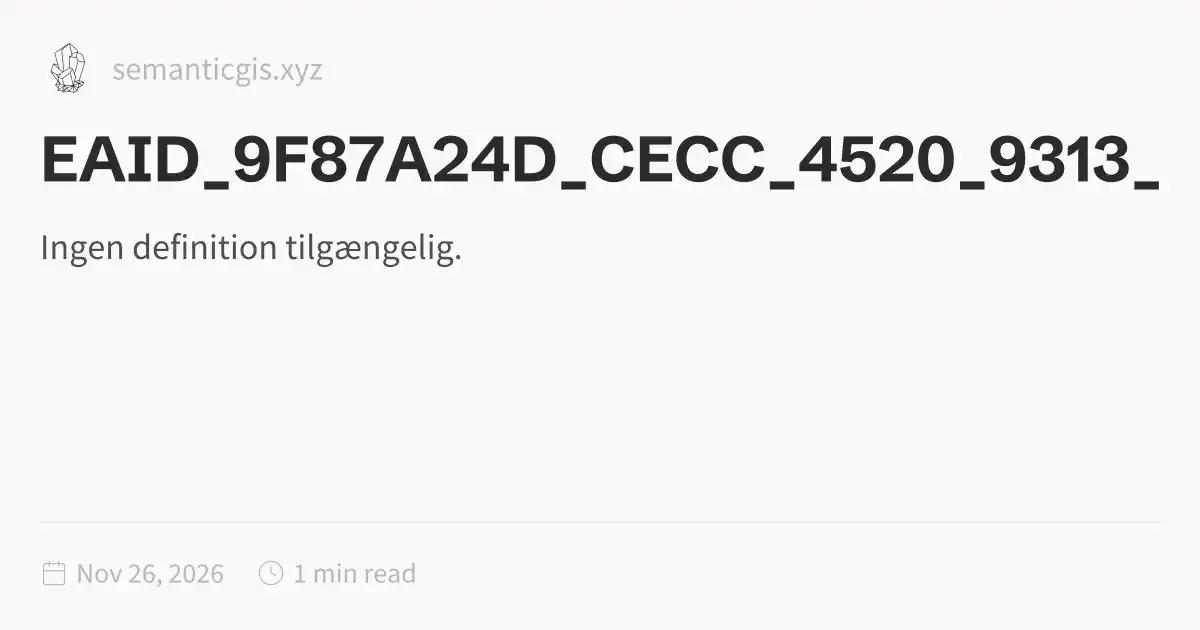 semanticgis.xyz
EAID_9F87A24D_CECC_4520_9313_
Ingen definition tilgængelig.
Nov 26, 2026 1 min read